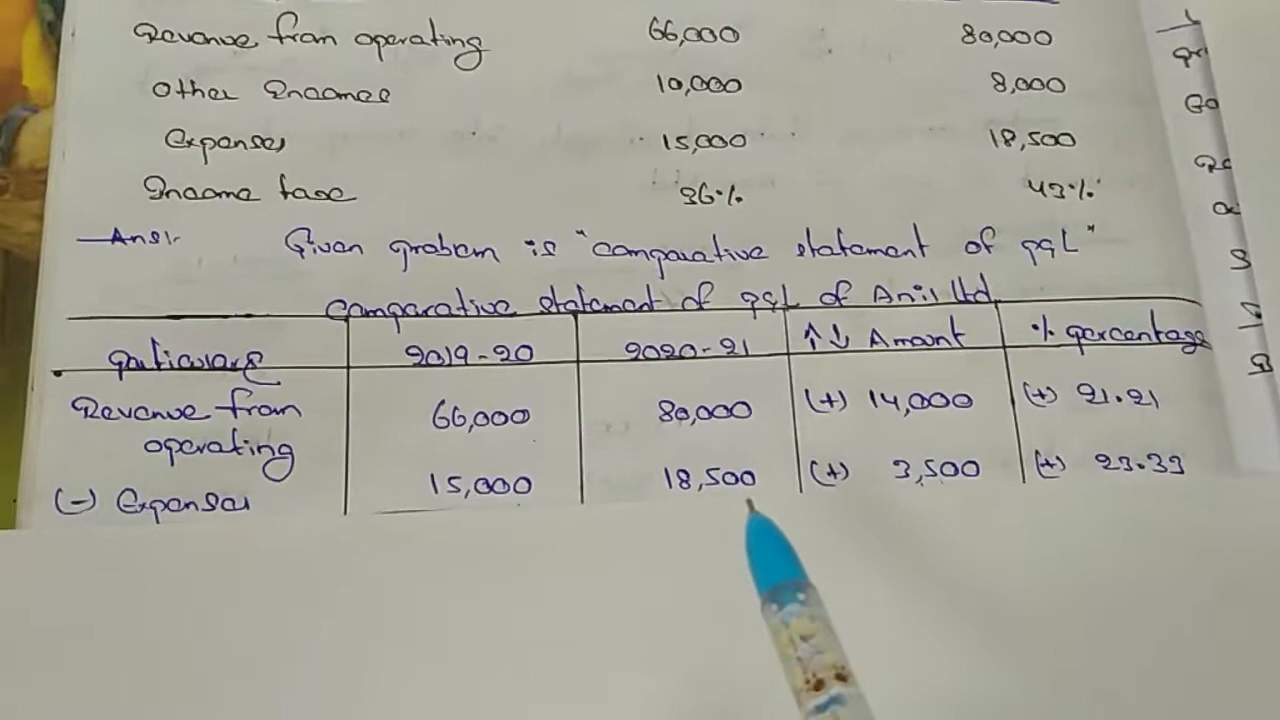 Revenue from operating 66,000 80,000
Other Incomes 10,000 8,000
Expenses 15,000 18,500
Income taxe 36% 43%
Ans:- Given problem is "comparative statement of P&L"
Comparative statement of P&L of Anil Ltd
Particulars 2019-20 2020-21 ↑↓ Amount % percentage
Revenue from operating 66,000 80,000 (+) 14,000 (+) 21.21
(-) Expenses 15,000 18,500 (+) 3,500 (+) 23.33